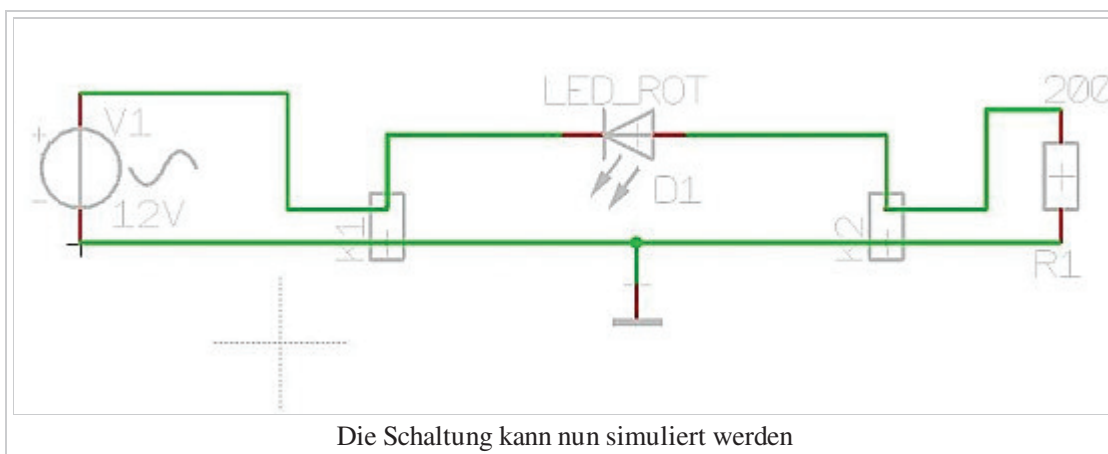 LED_ROT
200
V1
+
-
12V
D1
K1
K2
R1
Die Schaltung kann nun simuliert werden